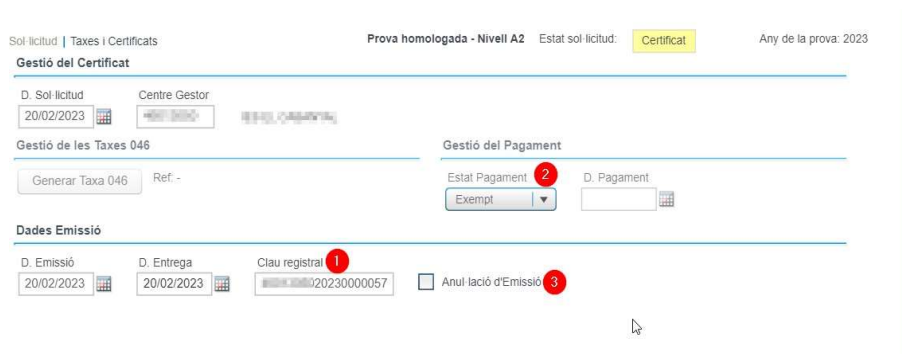 Sol·licitud | Taxes i Certificats Prova homologada - Nivell A2 Estat sol·licitud: Certificat Any de la prova: 2023
Gestió del Certificat
D. Sol·licitud Centre Gestor
20/02/2023
Gestió de les Taxes 046 Gestió del Pagament
Generar Taxa 046 Ref: - Estat Pagament 2 D. Pagament
Exempt
Dades Emissió
D. Emissió D. Entrega Clau registral 1
20/02/2023 20/02/2023 20230000057 Anul·lació d'Emissió 3